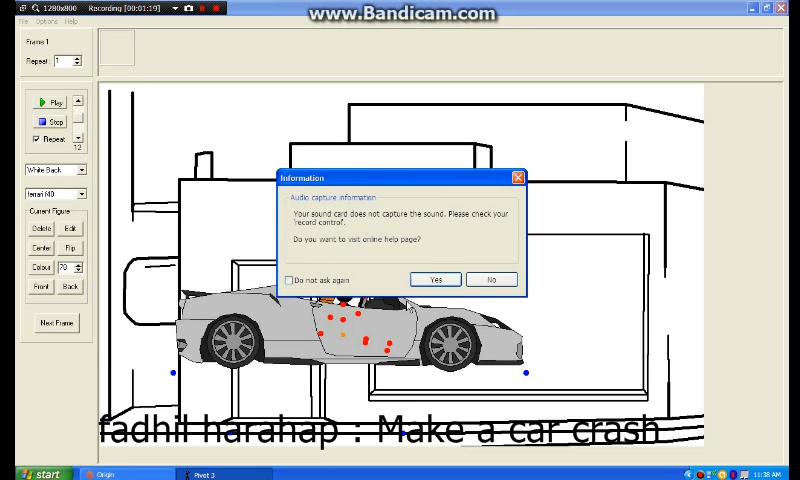 1280x800 Recording [00:01:19]
www.Bandicam.com
File Options Help
Frame 1
Repeat: 1
Play
Stop
Repeat
12
White Back
ferrari f40
Current Figure
Delete Edit
Center Flip
Colour 78
Front Back
Next Frame
Information
Audio capture information
Your sound card does not capture the sound. Please check your
'record control'.
Do you want to visit online help page?
Do not ask again
Yes No
fadhil harahap : Make a car crash
start Origin Pivot 3 11:38 AM